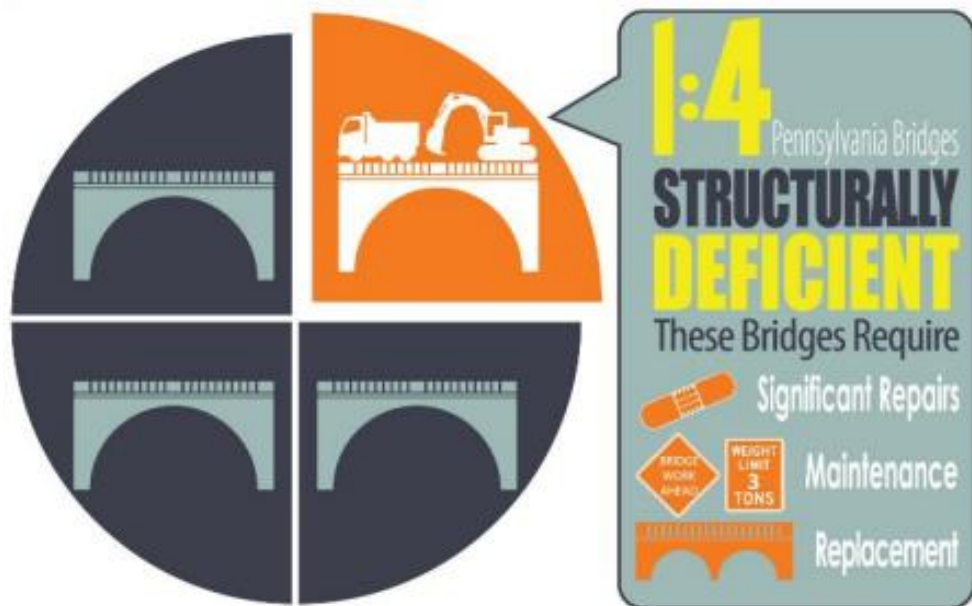 1:4
Pennsylvania Bridges
STRUCTURALLY
DEFICIENT
These Bridges Require
Significant Repairs
BRIDGE
WORK
AHEAD
WEIGHT
LIMIT
3
TONS
Maintenance
Replacement